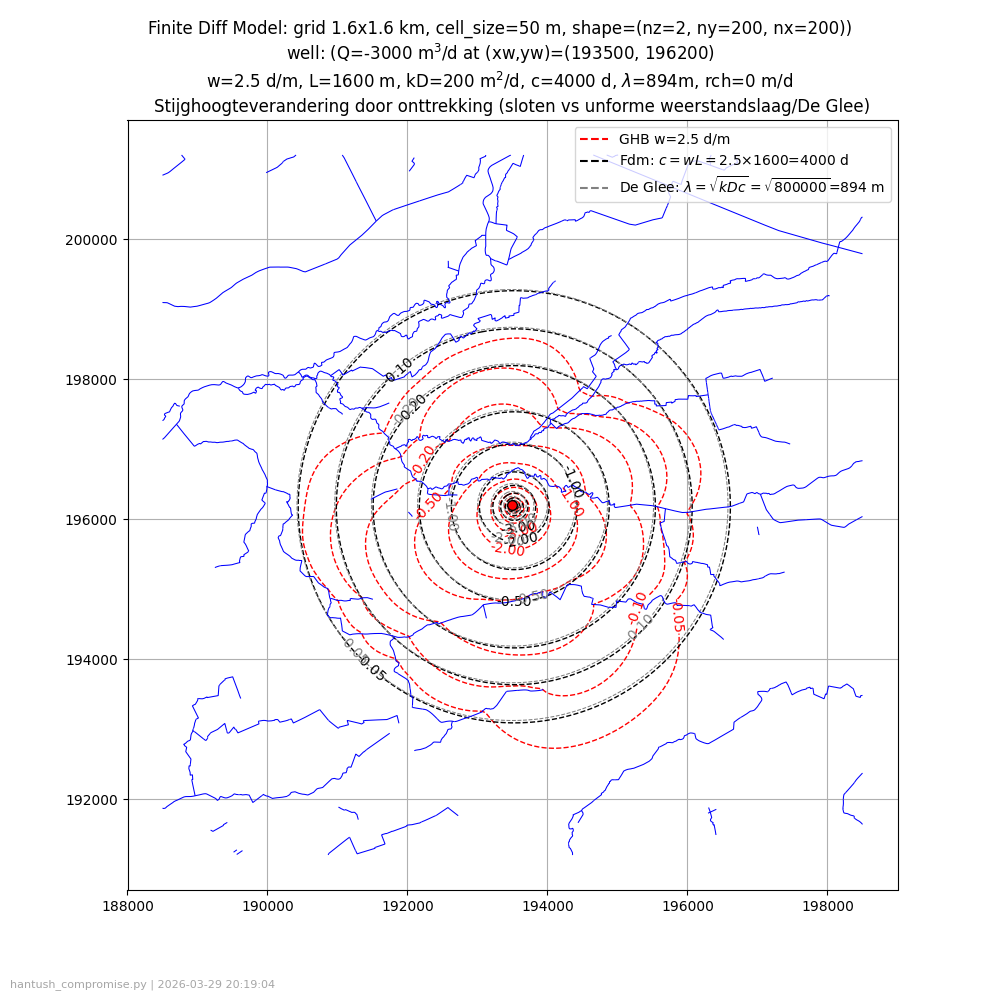 Finite Diff Model: grid 1.6x1.6 km, cell_size=50 m, shape=(nz=2, ny=200, nx=200))
well: (Q=-3000 m³/d at (xw,yw)=(193500, 196200)
w=2.5 d/m, L=1600 m, kD=200 m²/d, c=4000 d, λ=894m, rch=0 m/d
Stijghoogteverandering door onttrekking (sloten vs unforme weerstandslaag/De Glee)
GHB w=2.5 d/m
Fdm: c = wL = 2.5×1600=4000 d
De Glee: λ = √kDc = √800000 =894 m
200000
198000
196000
194000
192000
-0.10
-0.20
-0.20
-0.50
-1.00
-1.00
-3.00
-2.00
-2.00
-0.50
-0.50
-0.10
-0.10
-0.05
-0.05
188000 190000 192000 194000 196000 198000
hantush_compromise.py | 2026-03-29 20:19:04